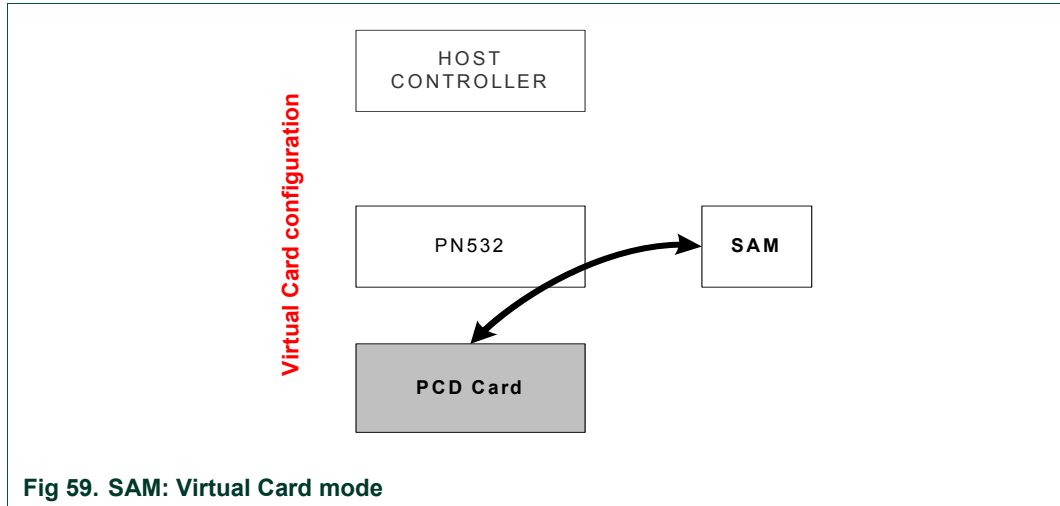 HOST
CONTROLLER
Virtual Card configuration
PN532
SAM
PCD Card
Fig 59. SAM: Virtual Card mode